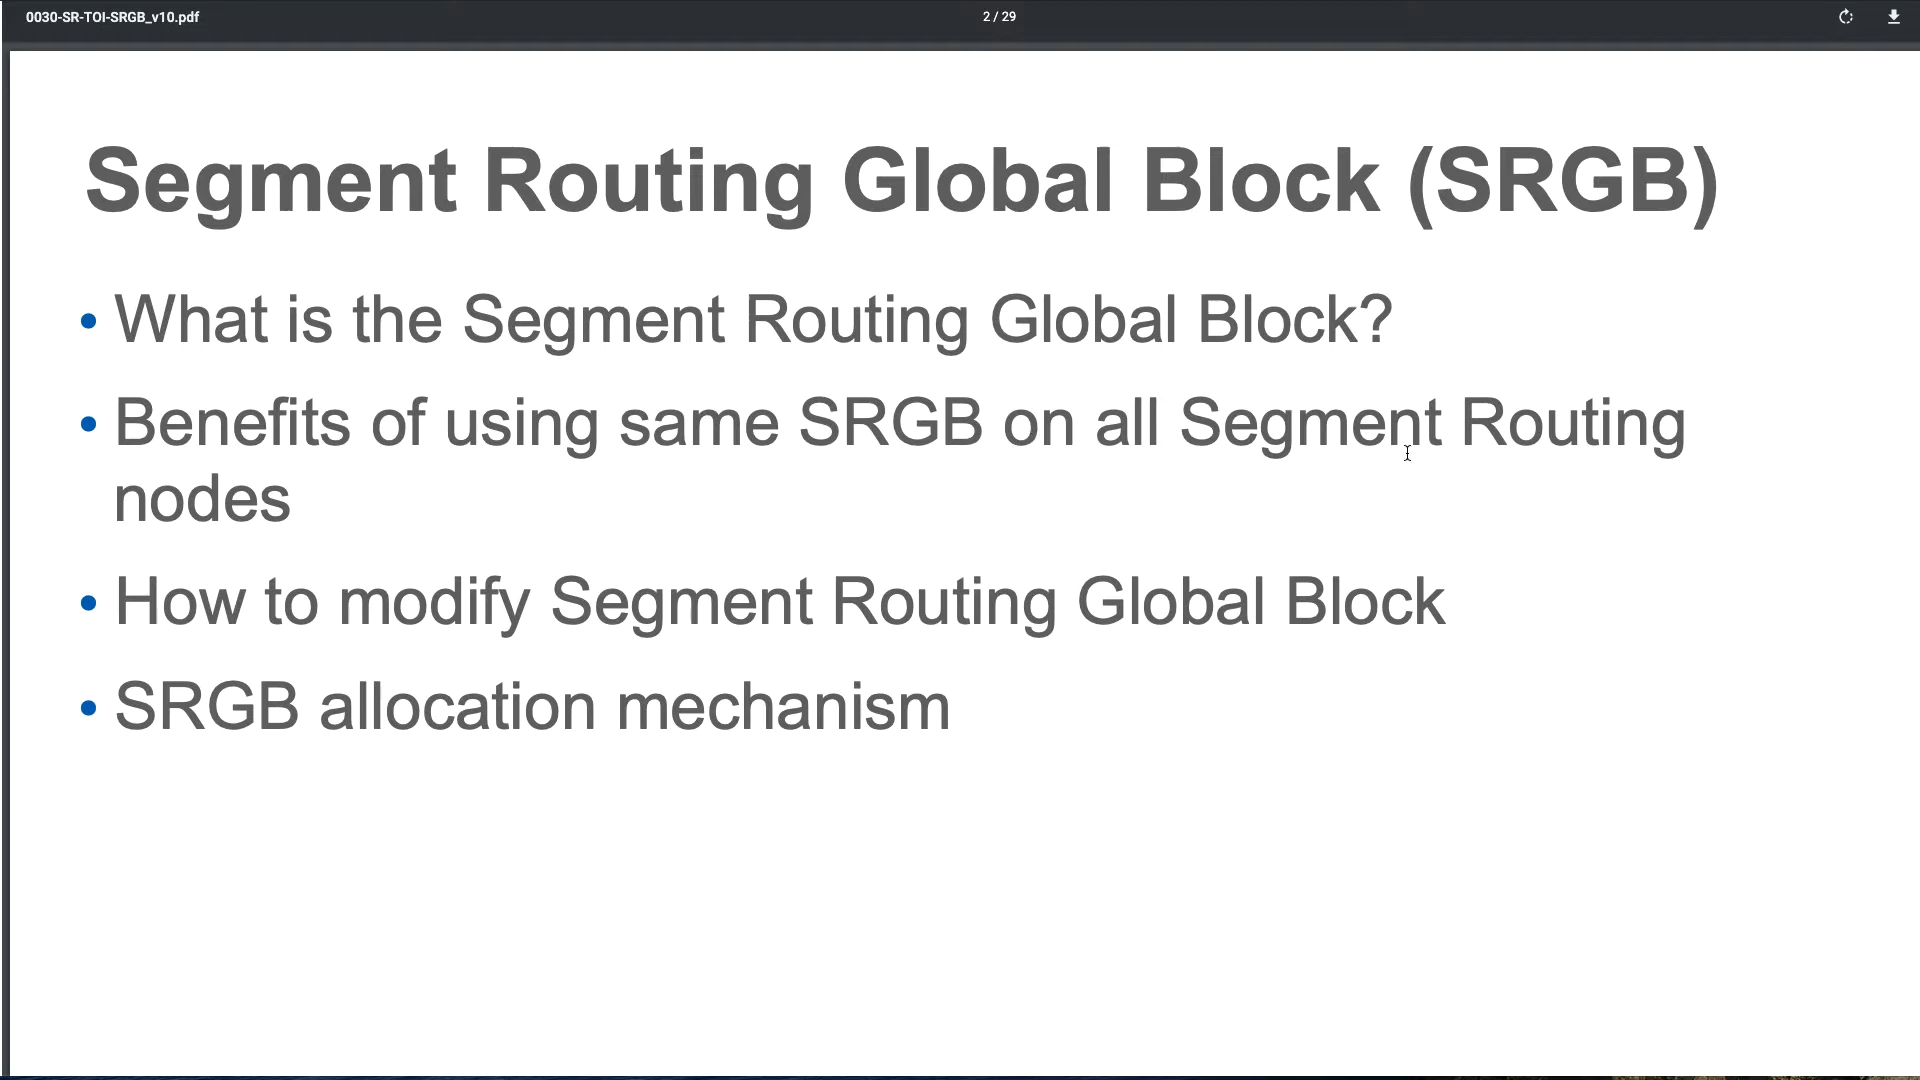 0030-SR-TOI-SRGB_v10.pdf
2 / 29
Segment Routing Global Block (SRGB)
• What is the Segment Routing Global Block?
• Benefits of using same SRGB on all Segment Routing
nodes
• How to modify Segment Routing Global Block
• SRGB allocation mechanism